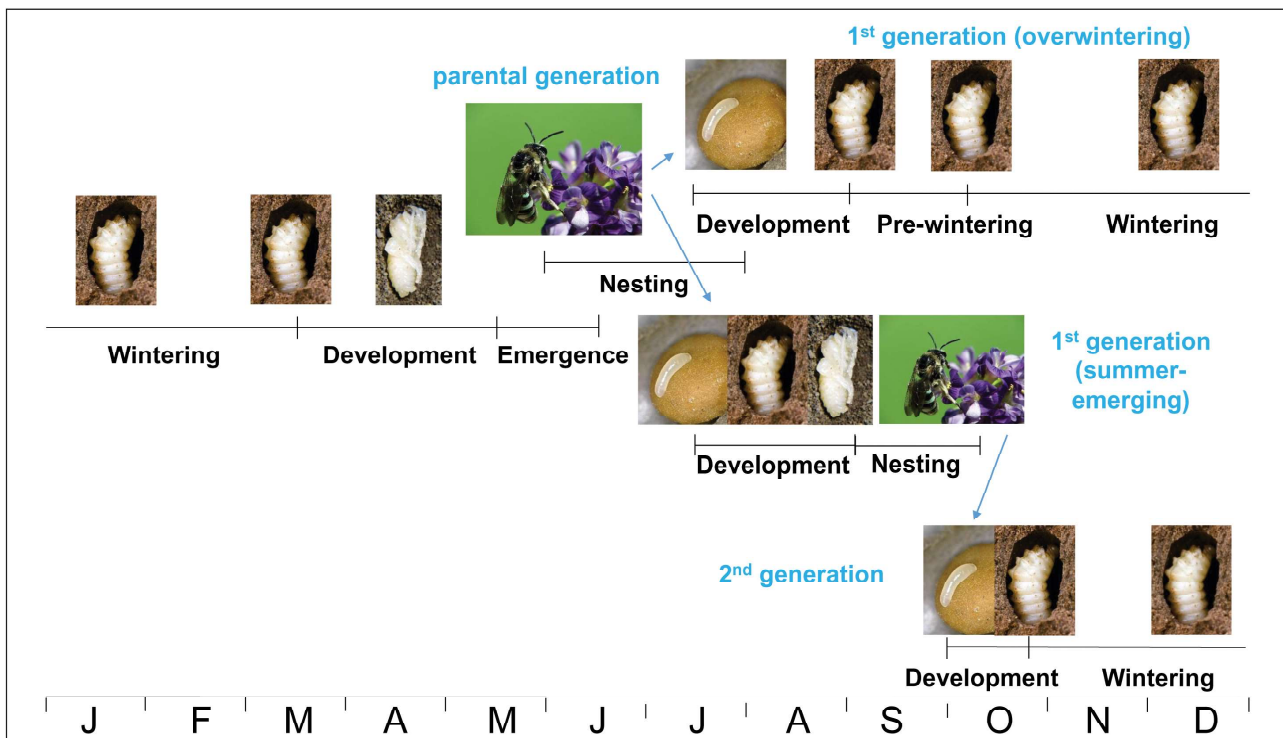 1st generation (overwintering)
parental generation
Development Pre-wintering Wintering
Nesting
Wintering Development Emergence
1st generation
(summer-
emerging)
Development Nesting
2nd generation
Development Wintering
J F M A M J J A S O N D